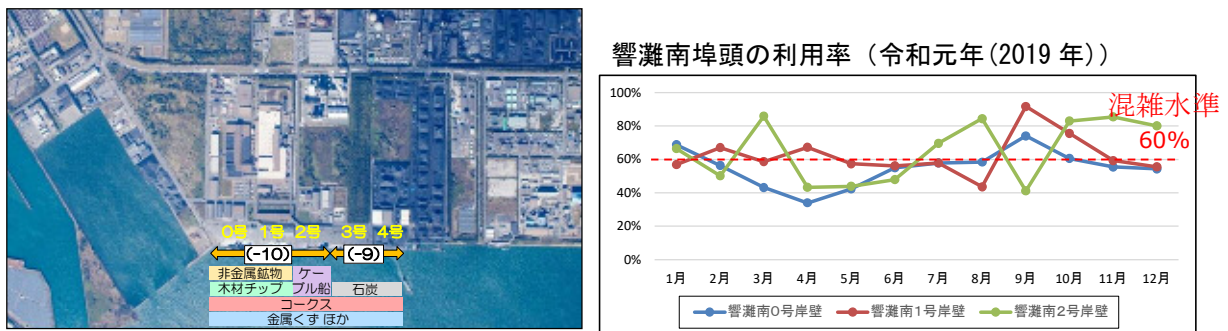 0号 1号 2号 3号 4号
(-10) (-9)
非金属鉱物 ケー
木材チップ ブル船 石炭
コークス
金属くず ほか
響灘南埠頭の利用率（令和元年(2019年)）
100%
80%
60%
40%
20%
0%
混雑水準
60%
1月 2月 3月 4月 5月 6月 7月 8月 9月 10月 11月 12月
響灘南0号岸壁 響灘南1号岸壁 響灘南2号岸壁